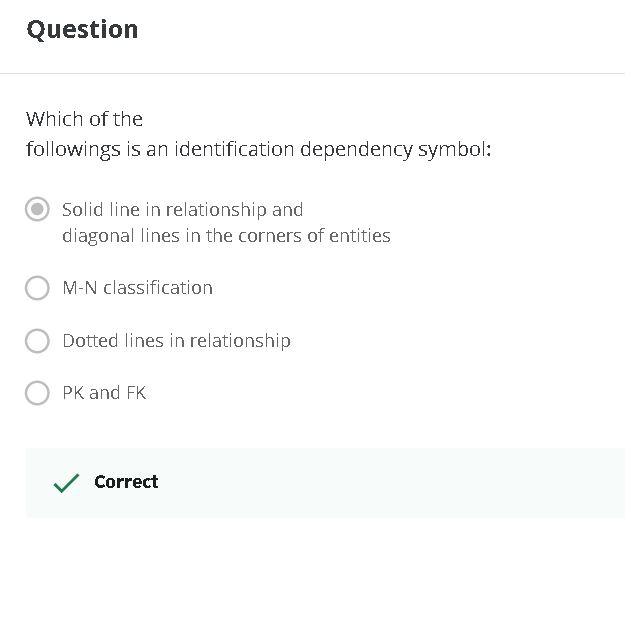 Question
Which of the
followings is an identification dependency symbol:
Solid line in relationship and
diagonal lines in the corners of entities
M-N classification
Dotted lines in relationship
PK and FK
Correct